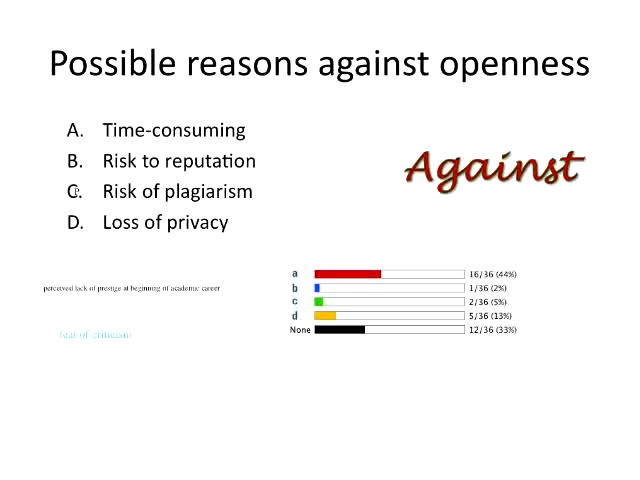 Possible reasons against openness
A. Time-consuming
B. Risk to reputation
C. Risk of plagiarism
D. Loss of privacy
Against
perceived lack of prestige at beginning of academic career
fear of criticism
a 16/36 (44%)
b 1/36 (2%)
c 2/36 (5%)
d 5/36 (13%)
None 12/36 (33%)